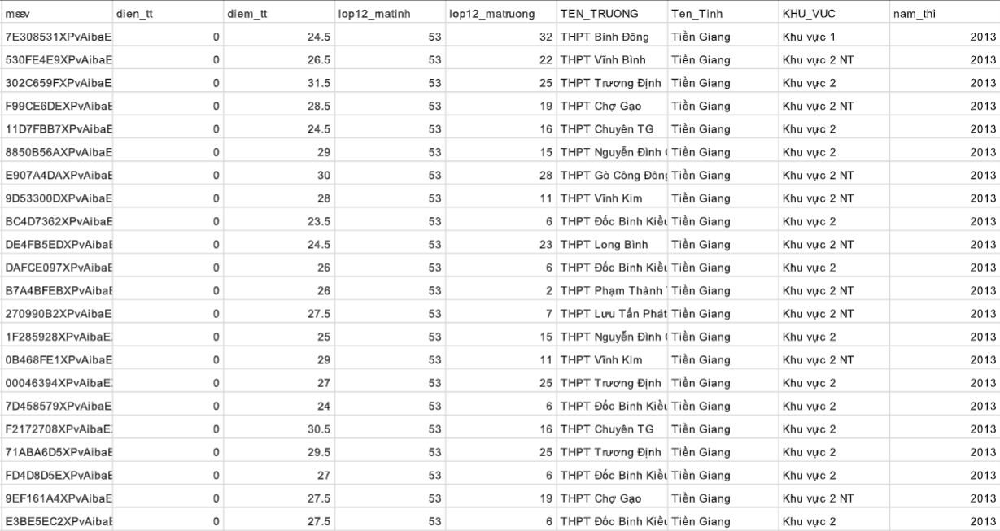 mssv dien_tt diem_tt lop12_matinh lop12_matruong TEN_TRUONG Ten_Tinh KHU_VUC nam_thi
7E308531XPvAibaE 0 24.5 53 32 THPT Bình Đông Tiền Giang Khu vực 1 2013
530FE4E9XPvAibaE 0 26.5 53 22 THPT Vĩnh Bình Tiền Giang Khu vực 2 NT 2013
302C659FXPvAibaE 0 31.5 53 25 THPT Trương Định Tiền Giang Khu vực 2 2013
F99CE6DEXPvAibaE 0 28.5 53 19 THPT Chợ Gạo Tiền Giang Khu vực 2 NT 2013
11D7FBB7XPvAibaE 0 24.5 53 16 THPT Chuyên TG Tiền Giang Khu vực 2 2013
8850B56AXPvAibaE 0 29 53 15 THPT Nguyễn Đình Tiền Giang Khu vực 2 2013
E907A4DAXPvAibaE 0 30 53 28 THPT Gò Công Đông Tiền Giang Khu vực 2 NT 2013
9D53300DXPvAibaE 0 28 53 11 THPT Vĩnh Kim Tiền Giang Khu vực 2 NT 2013
BC4D7362XPvAibaE 0 23.5 53 6 THPT Đốc Binh Kiều Tiền Giang Khu vực 2 2013
DE4FB5EDXPvAibaE 0 24.5 53 23 THPT Long Bình Tiền Giang Khu vực 2 NT 2013
DAFCE097XPvAibaE 0 26 53 6 THPT Đốc Binh Kiều Tiền Giang Khu vực 2 2013
B7A4BFEBXPvAibaE 0 26 53 2 THPT Phạm Thành Tiền Giang Khu vực 2 NT 2013
270990B2XPvAibaE 0 27.5 53 7 THPT Lưu Tấn Phát Tiền Giang Khu vực 2 NT 2013
1F285928XPvAibaE 0 25 53 15 THPT Nguyễn Đình Tiền Giang Khu vực 2 2013
0B468FE1XPvAibaE 0 29 53 11 THPT Vĩnh Kim Tiền Giang Khu vực 2 NT 2013
00046394XPvAibaE 0 27 53 25 THPT Trương Định Tiền Giang Khu vực 2 2013
7D458579XPvAibaE 0 24 53 6 THPT Đốc Binh Kiều Tiền Giang Khu vực 2 2013
F2172708XPvAibaE 0 30.5 53 16 THPT Chuyên TG Tiền Giang Khu vực 2 2013
71ABA6D5XPvAibaE 0 29.5 53 25 THPT Trương Định Tiền Giang Khu vực 2 2013
FD4D8D5EXPvAibaE 0 27 53 6 THPT Đốc Binh Kiều Tiền Giang Khu vực 2 2013
9EF161A4XPvAibaE 0 27.5 53 19 THPT Chợ Gạo Tiền Giang Khu vực 2 NT 2013
E3BE5EC2XPvAibaE 0 27.5 53 6 THPT Đốc Binh Kiều Tiền Giang Khu vực 2 2013